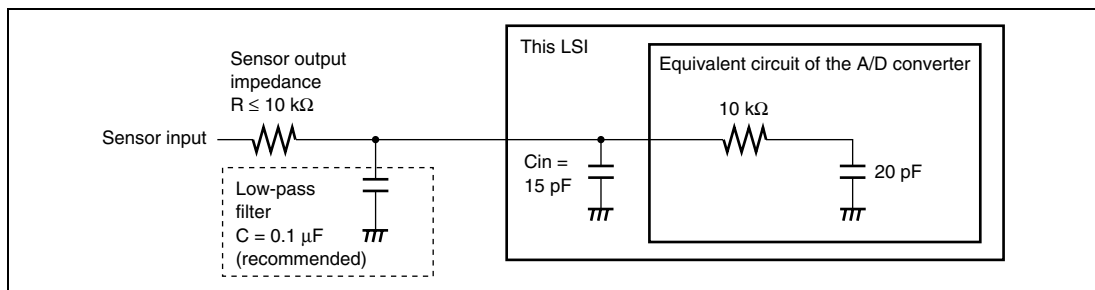 This LSI
Equivalent circuit of the A/D converter
Sensor output
impedance
R ≤ 10 kΩ
10 kΩ
Sensor input
Cin =
15 pF
20 pF
Low-pass
filter
C = 0.1 μF
(recommended)